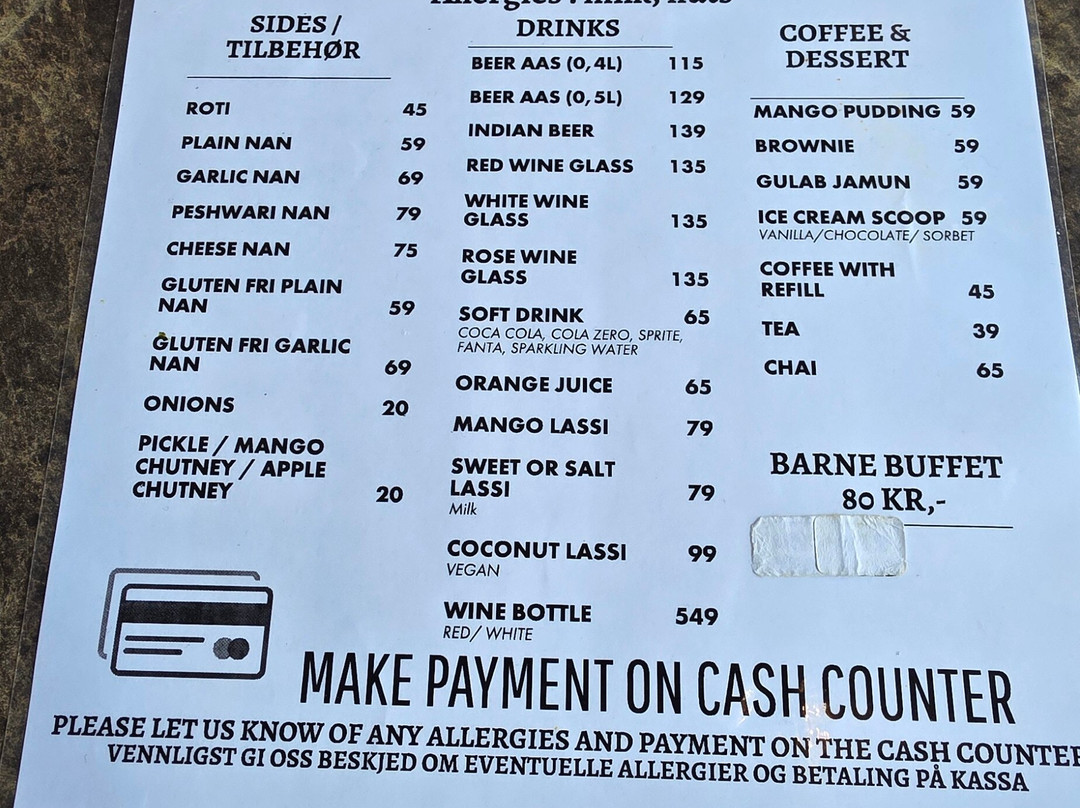 Allergies : milk, nuts
SIDES /
TILBEHØR
ROTI 45
PLAIN NAN 59
GARLIC NAN 69
PESHWARI NAN 79
CHEESE NAN 75
GLUTEN FRI PLAIN
NAN 59
GLUTEN FRI GARLIC
NAN 69
ONIONS 20
PICKLE / MANGO
CHUTNEY / APPLE
CHUTNEY 20
DRINKS
BEER AAS (0,4L) 115
BEER AAS (0,5L) 129
INDIAN BEER 139
RED WINE GLASS 135
WHITE WINE
GLASS 135
ROSE WINE
GLASS 135
SOFT DRINK 65
COCA COLA, COLA ZERO, SPRITE,
FANTA, SPARKLING WATER
ORANGE JUICE 65
MANGO LASSI 79
SWEET OR SALT
LASSI 79
Milk
COCONUT LASSI 99
VEGAN
WINE BOTTLE 549
RED/ WHITE
COFFEE &
DESSERT
MANGO PUDDING 59
BROWNIE 59
GULAB JAMUN 59
ICE CREAM SCOOP 59
VANILLA/CHOCOLATE/ SORBET
COFFEE WITH
REFILL 45
TEA 39
CHAI 65
BARNE BUFFET
80 KR,-
MAKE PAYMENT ON CASH COUNTER
PLEASE LET US KNOW OF ANY ALLERGIES AND PAYMENT ON THE CASH COUNTER
VENNLIGST GI OSS BESKJED OM EVENTUELLE ALLERGIER OG BETALING PÅ KASSA